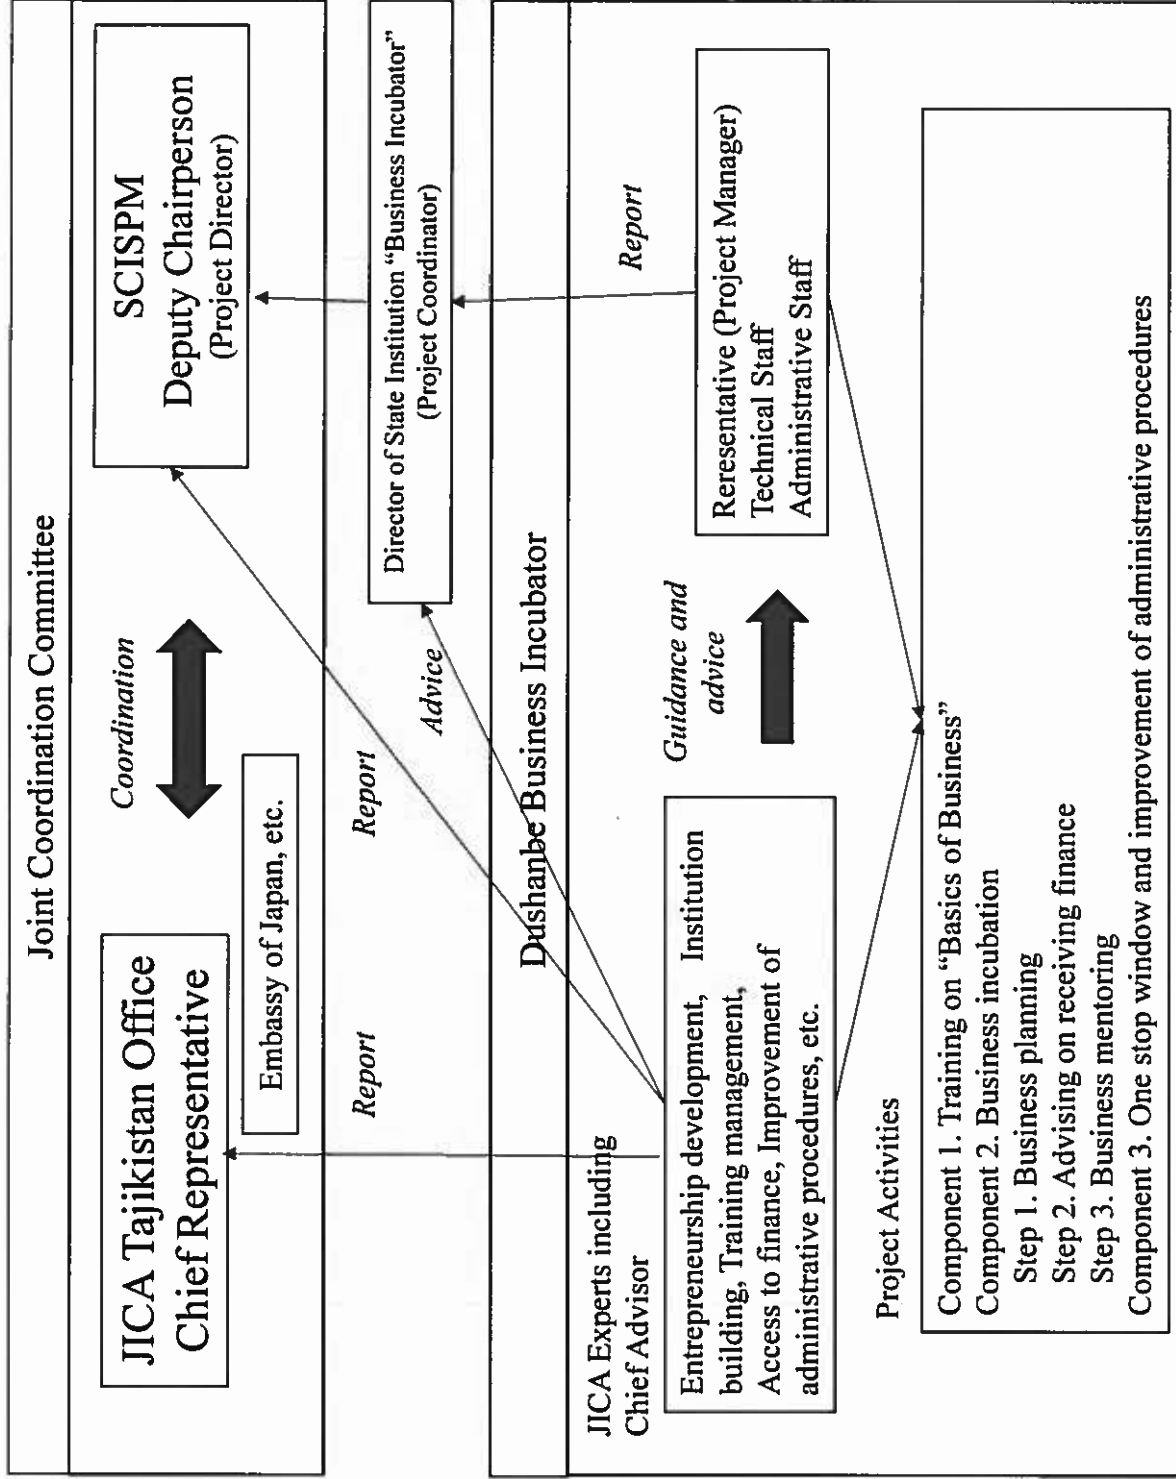 Joint Coordination Committee
JICA Tajikistan Office
Chief Representative
Coordination
SCISPM
Deputy Chairperson
(Project Director)
Embassy of Japan, etc.
Report
Report
Advice
Director of State Institution “Business Incubator”
(Project Coordinator)
Dushanbe Business Incubator
JICA Experts including
Chief Advisor
Report
Entrepreneurship development, Institution
building, Training management,
Access to finance, Improvement of
administrative procedures, etc.
Guidance and
advice
Reresentative (Project Manager)
Technical Staff
Administrative Staff
Project Activities
Component 1. Training on “Basics of Business”
Component 2. Business incubation
Step 1. Business planning
Step 2. Advising on receiving finance
Step 3. Business mentoring
Component 3. One stop window and improvement of administrative procedures